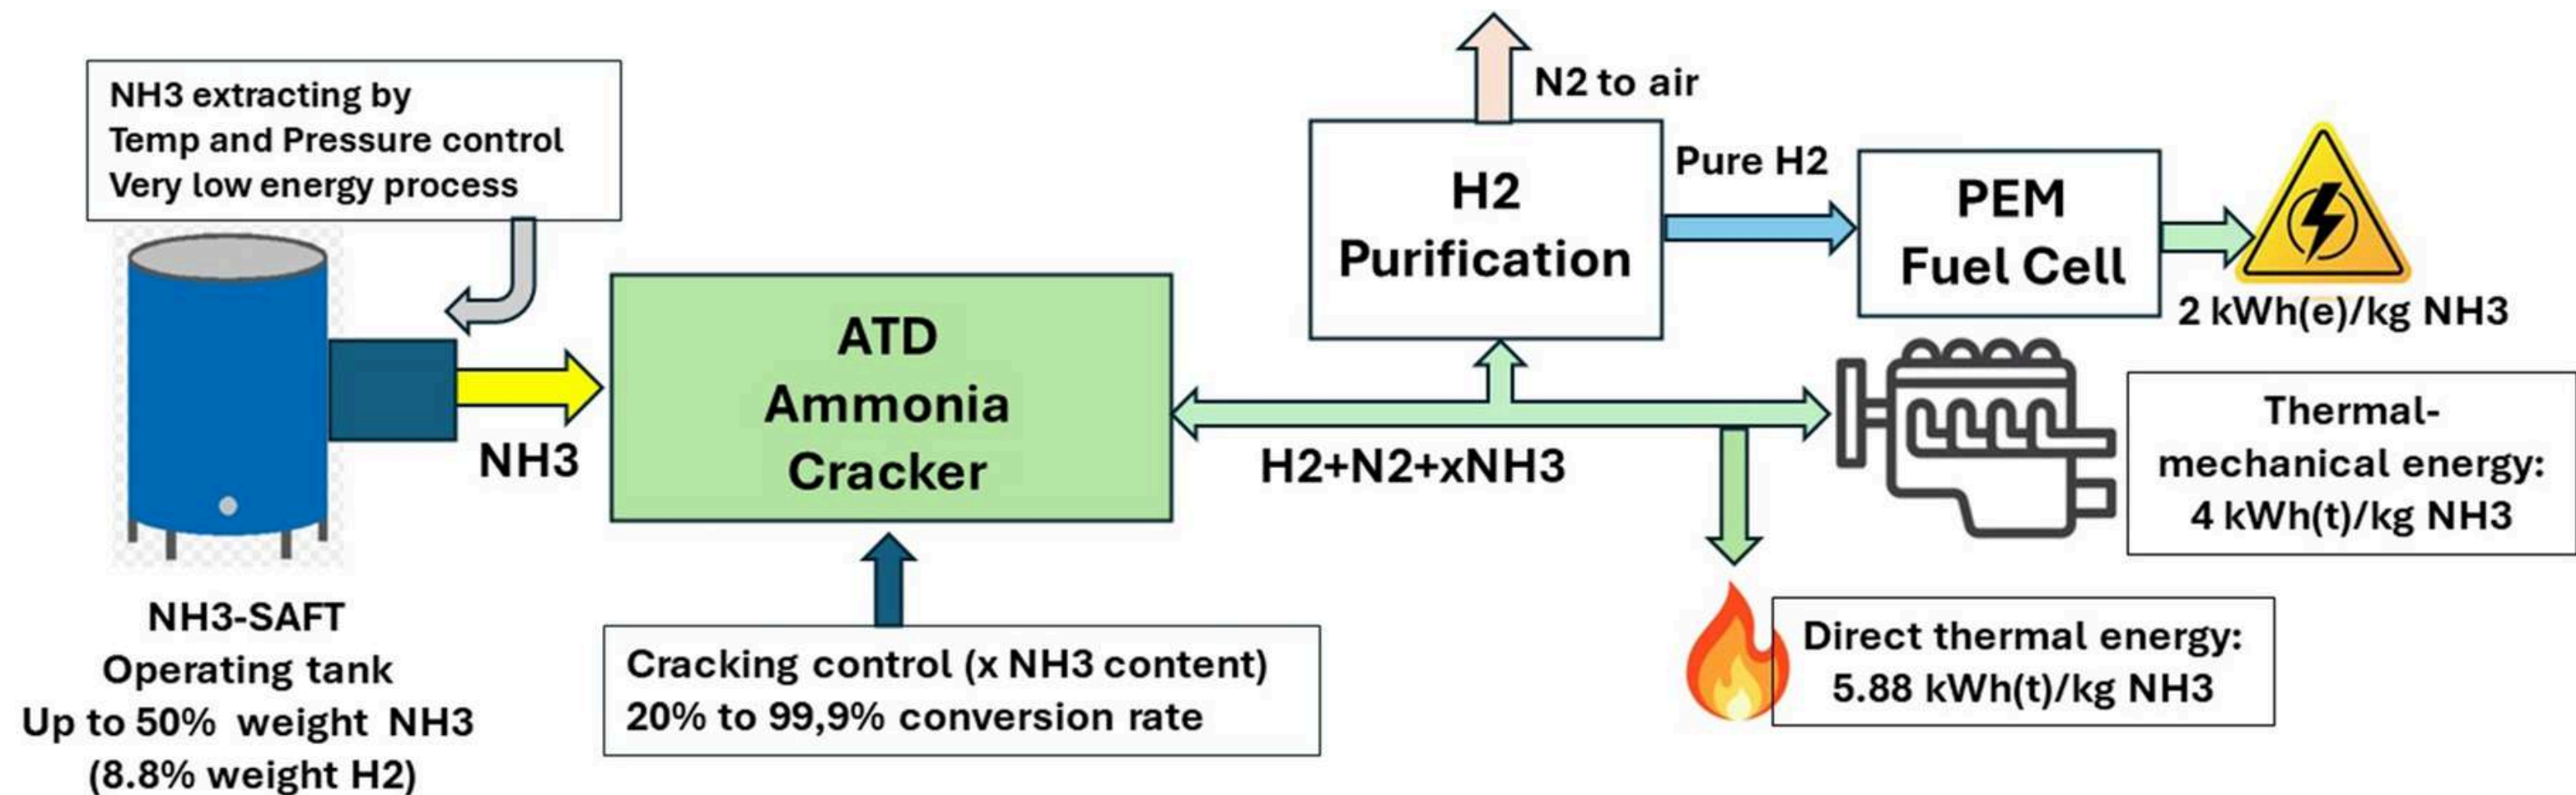 NH3 extracting by
Temp and Pressure control
Very low energy process
NH3
NH3-SAFT
Operating tank
Up to 50% weight NH3
(8.8% weight H2)
ATD
Ammonia
Cracker
Cracking control (x NH3 content)
20% to 99,9% conversion rate
H2+N2+xNH3
N2 to air
H2
Purification
Pure H2
PEM
Fuel Cell
2 kWh(e)/kg NH3
Thermal-
mechanical energy:
4 kWh(t)/kg NH3
Direct thermal energy:
5.88 kWh(t)/kg NH3